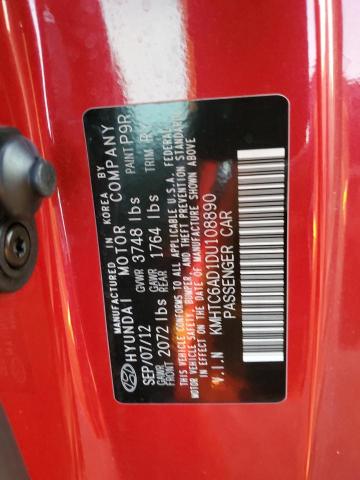 MANUFACTURED IN KOREA BY
HYUNDAI MOTOR COMPANY
SEP/07/12 GVWR 3748 lbs PAINT P9R
GAWR FRONT 2072 lbs GAWR REAR 1764 lbs TRIM RY
THIS VEHICLE CONFORMS TO ALL APPLICABLE U.S.A. FEDERAL
MOTOR VEHICLE SAFETY, BUMPER, AND THEFT PREVENTION STANDARDS
IN EFFECT ON THE DATE OF MANUFACTURE SHOWN ABOVE
V.I.N KMHTC6AD1DU108890
PASSENGER CAR